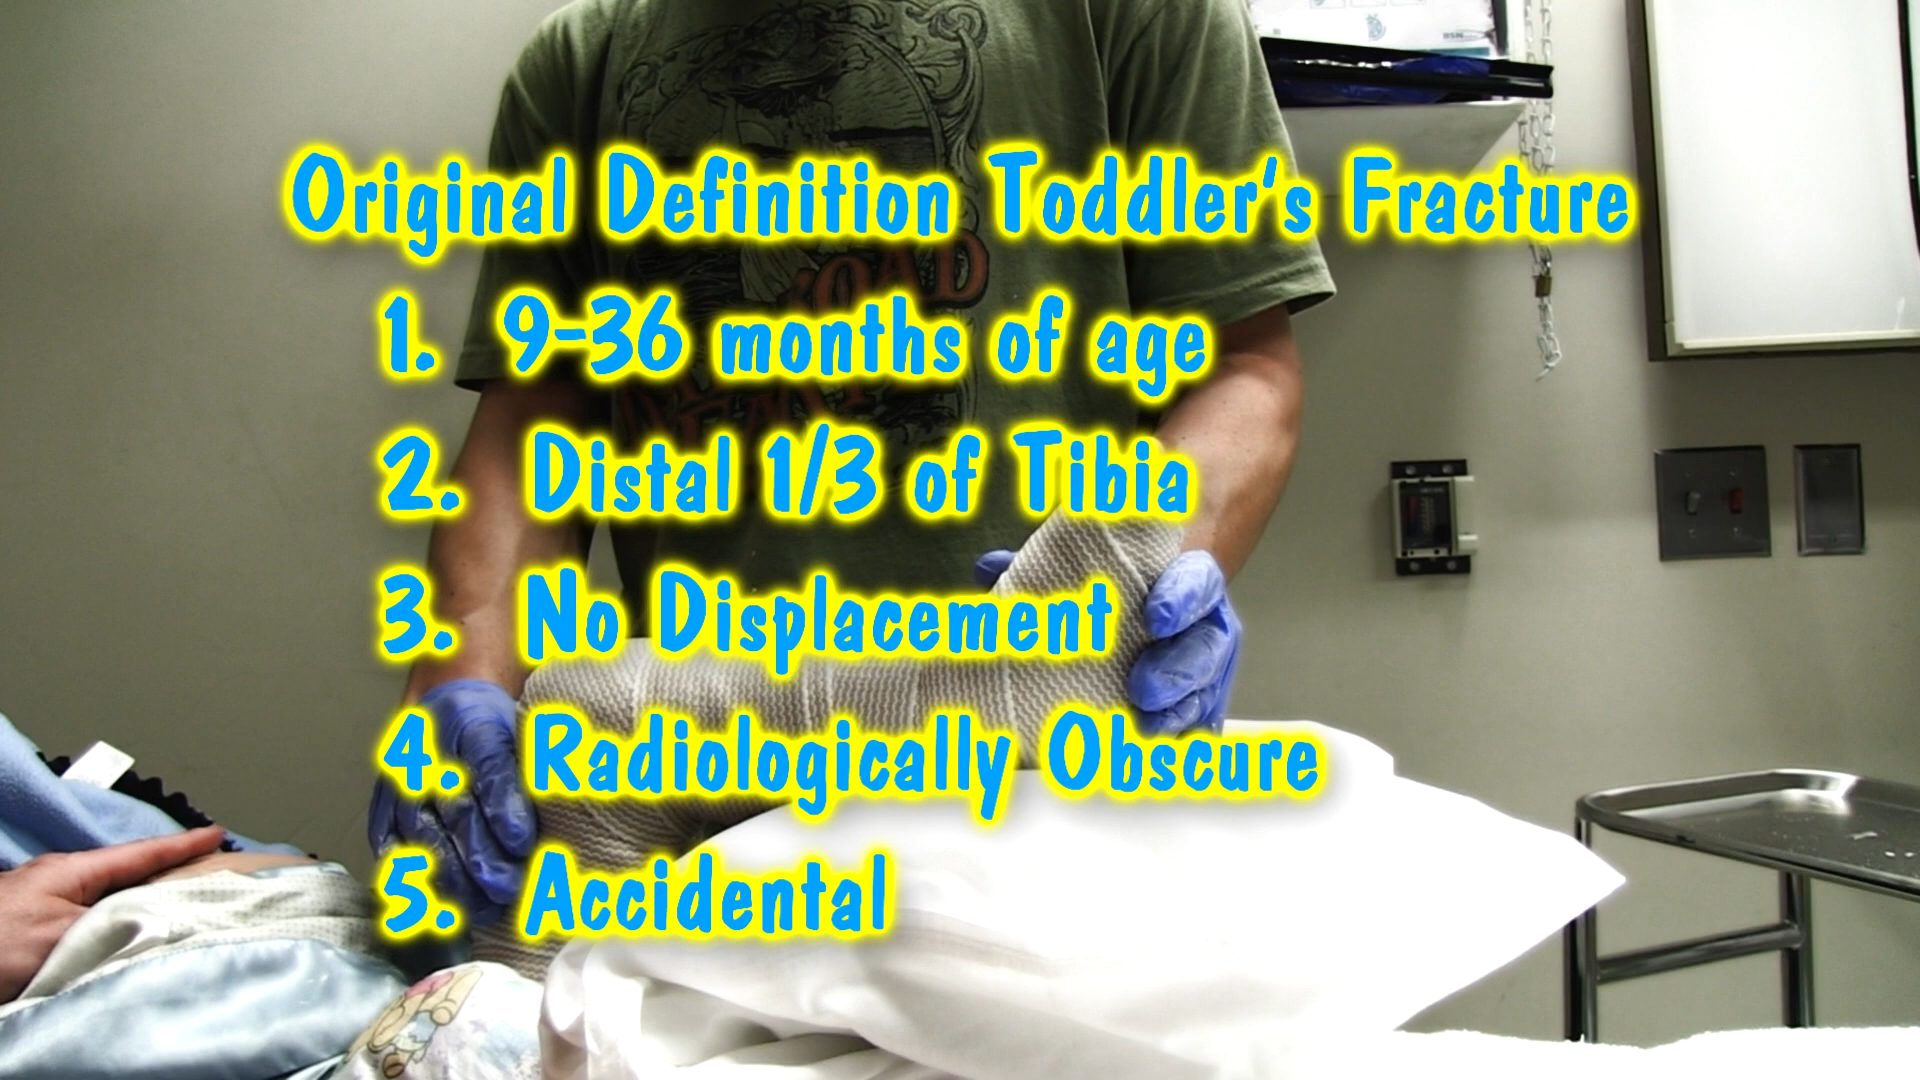 Original Definition Toddler's Fracture
1. 9-36 months of age
2. Distal 1/3 of Tibia
3. No Displacement
4. Radiologically Obscure
5. Accidental